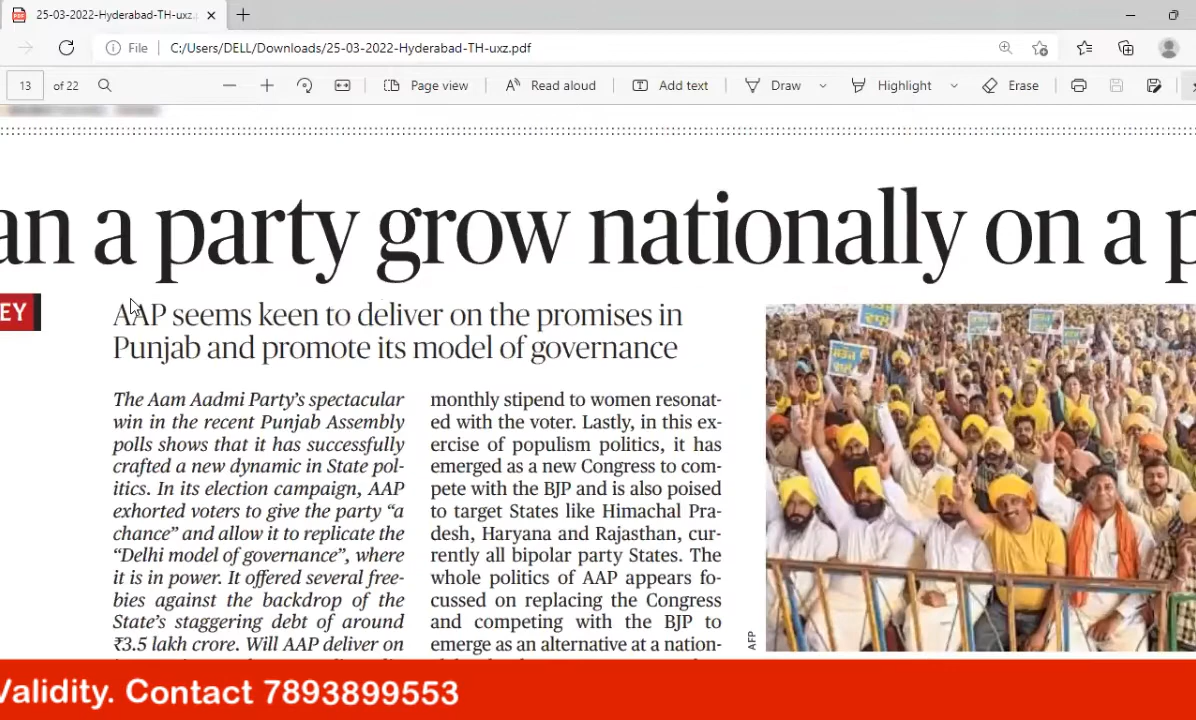 25-03-2022-Hyderabad-TH-uxz.
File
C:/Users/DELL/Downloads/25-03-2022-Hyderabad-TH-uxz.pdf
13 of 22
Page view
Read aloud
Add text
Draw
Highlight
Erase
an a party grow nationally on a p
EY
AAP seems keen to deliver on the promises in
Punjab and promote its model of governance
The Aam Aadmi Party's spectacular
win in the recent Punjab Assembly
polls shows that it has successfully
crafted a new dynamic in State pol-
itics. In its election campaign, AAP
exhorted voters to give the party "a
chance" and allow it to replicate the
"Delhi model of governance", where
it is in power. It offered several free-
bies against the backdrop of the
State's staggering debt of around
₹3.5 lakh crore. Will AAP deliver on
monthly stipend to women resonat-
ed with the voter. Lastly, in this ex-
ercise of populism politics, it has
emerged as a new Congress to com-
pete with the BJP and is also poised
to target States like Himachal Pra-
desh, Haryana and Rajasthan, cur-
rently all bipolar party States. The
whole politics of AAP appears fo-
cussed on replacing the Congress
and competing with the BJP to
emerge as an alternative at a nation-
AFP
Validity. Contact 7893899553